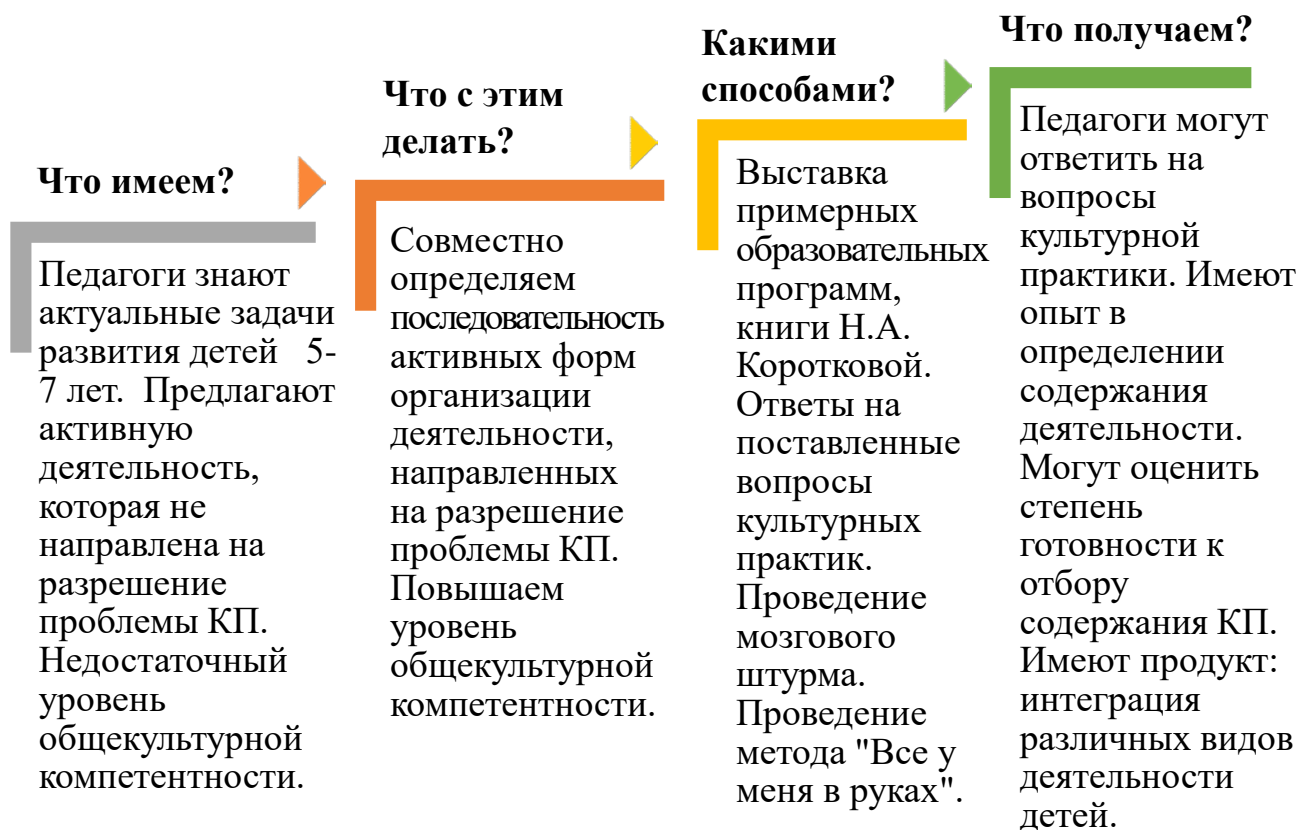 Что имеем?
Педагоги знают
актуальные задачи
развития детей 5-
7 лет. Предлагают
активную
деятельность,
которая не
направлена на
разрешение
проблемы КП.
Недостаточный
уровень
общекультурной
компетентности.
Что с этим
делать?
Совместно
определяем
последовательность
активных форм
организации
деятельности,
направленных
на разрешение
проблемы КП.
Повышаем
уровень
общекультурной
компетентности.
Какими
способами?
Выставка
примерных
образовательных
программ,
книги Н.А.
Коротковой.
Ответы на
поставленные
вопросы
культурных
практик.
Проведение
мозгового
штурма.
Проведение
метода "Все у
меня в руках".
Что получаем?
Педагоги могут
ответить на
вопросы
культурной
практики. Имеют
опыт в
определении
содержания
деятельности.
Могут оценить
степень
готовности к
отбору
содержания КП.
Имеют продукт:
интеграция
различных видов
деятельности
детей.